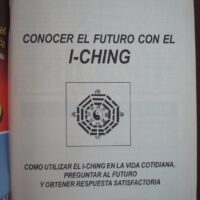 CONOCER EL FUTURO CON EL
I-CHING
COMO UTILIZAR EL I-CHING EN LA VIDA COTIDIANA,
PREGUNTAR AL FUTURO
Y OBTENER RESPUESTA SATISFACTORIA